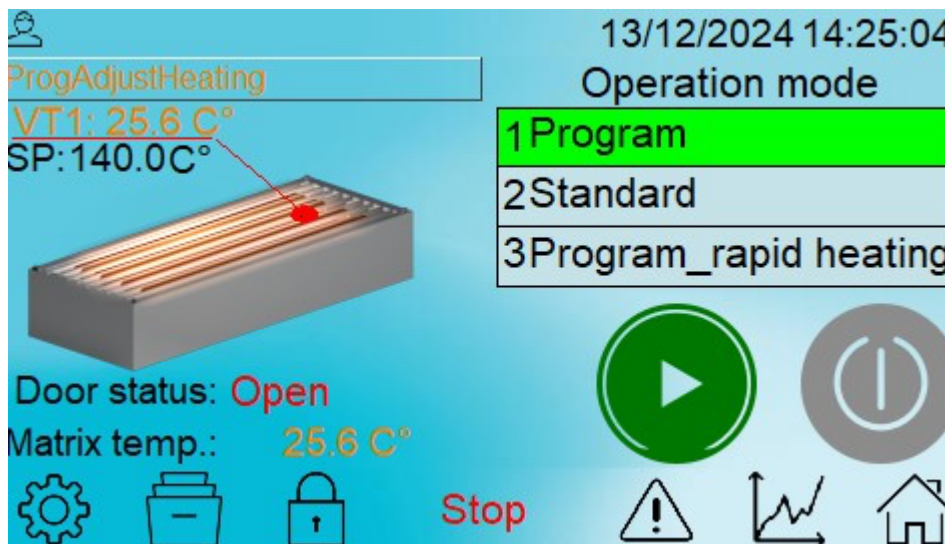 13/12/2024 14:25:04
ProgAdjustHeating
Operation mode
VT1: 25.6 C°
SP:140.0C°
1Program
2Standard
3Program_rapid heating
Door status: Open
Matrix temp.: 25.6 C°
Stop